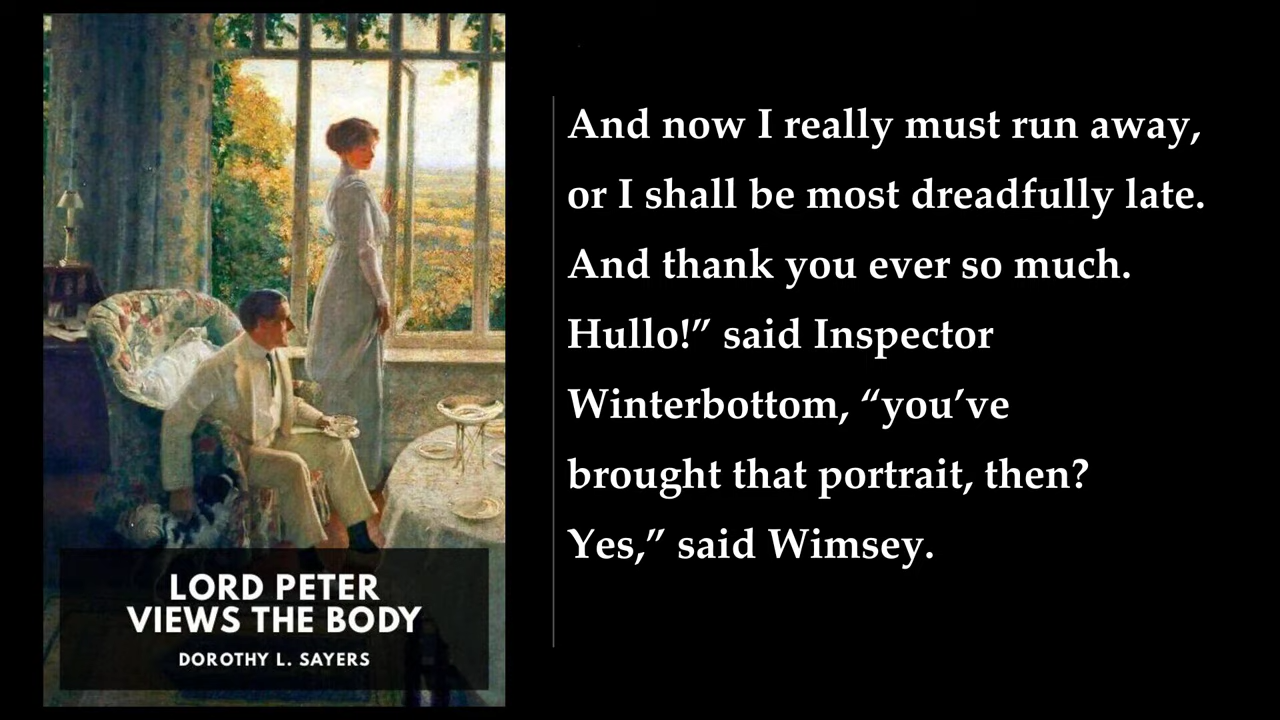 LORD PETER
VIEWS THE BODY
DOROTHY L. SAYERS
And now I really must run away,
or I shall be most dreadfully late.
And thank you ever so much.
Hullo!” said Inspector
Winterbottom, “you’ve
brought that portrait, then?
Yes,” said Wimsey.